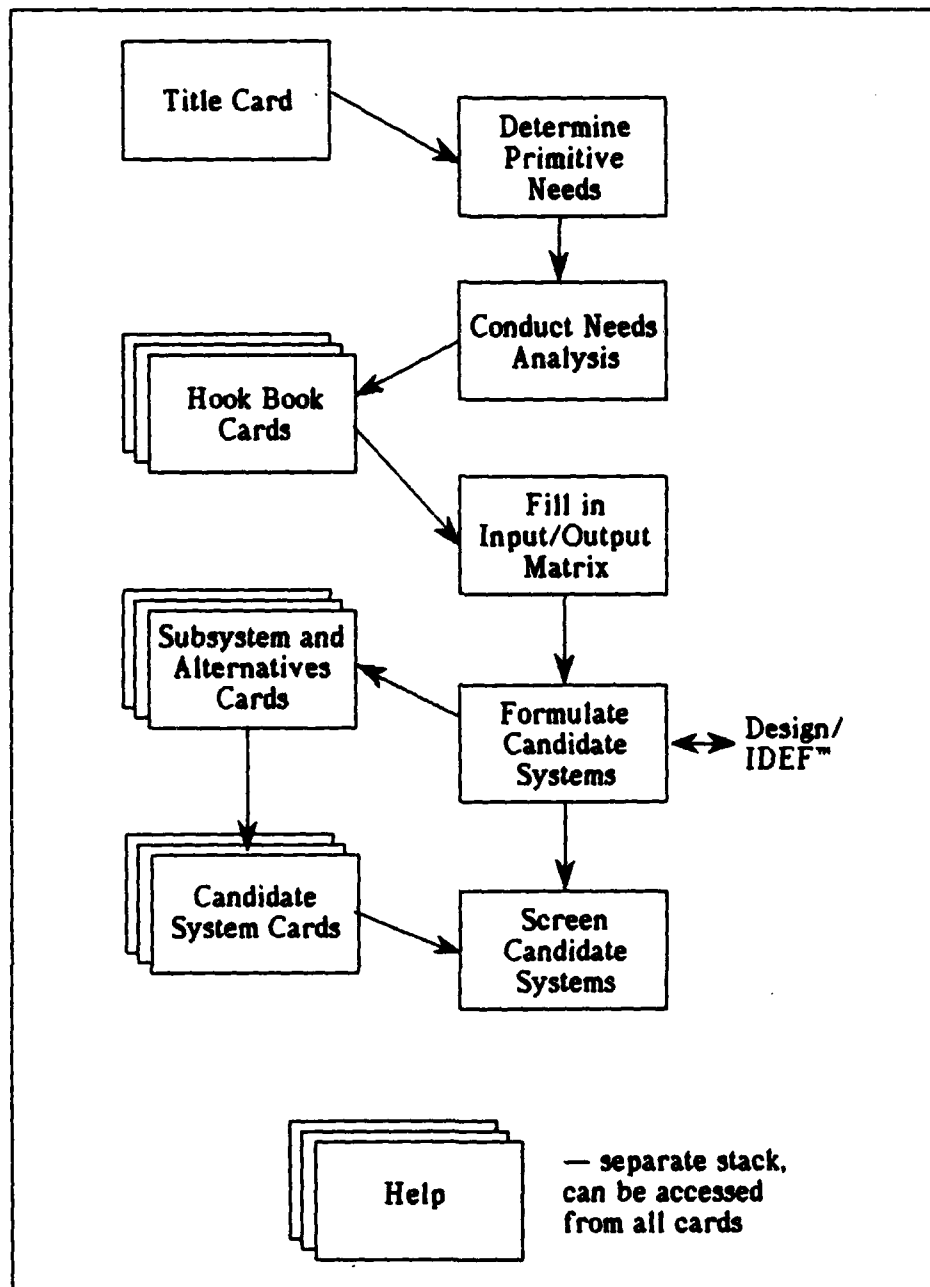 Title Card
Determine
Primitive
Needs
Conduct Needs
Analysis
Hook Book
Cards
Fill in
Input/Output
Matrix
Subsystem and
Alternatives
Cards
Formulate
Candidate
Systems
Design/
IDEF™
Candidate
System Cards
Screen
Candidate
Systems
Help
— separate stack,
can be accessed
from all cards